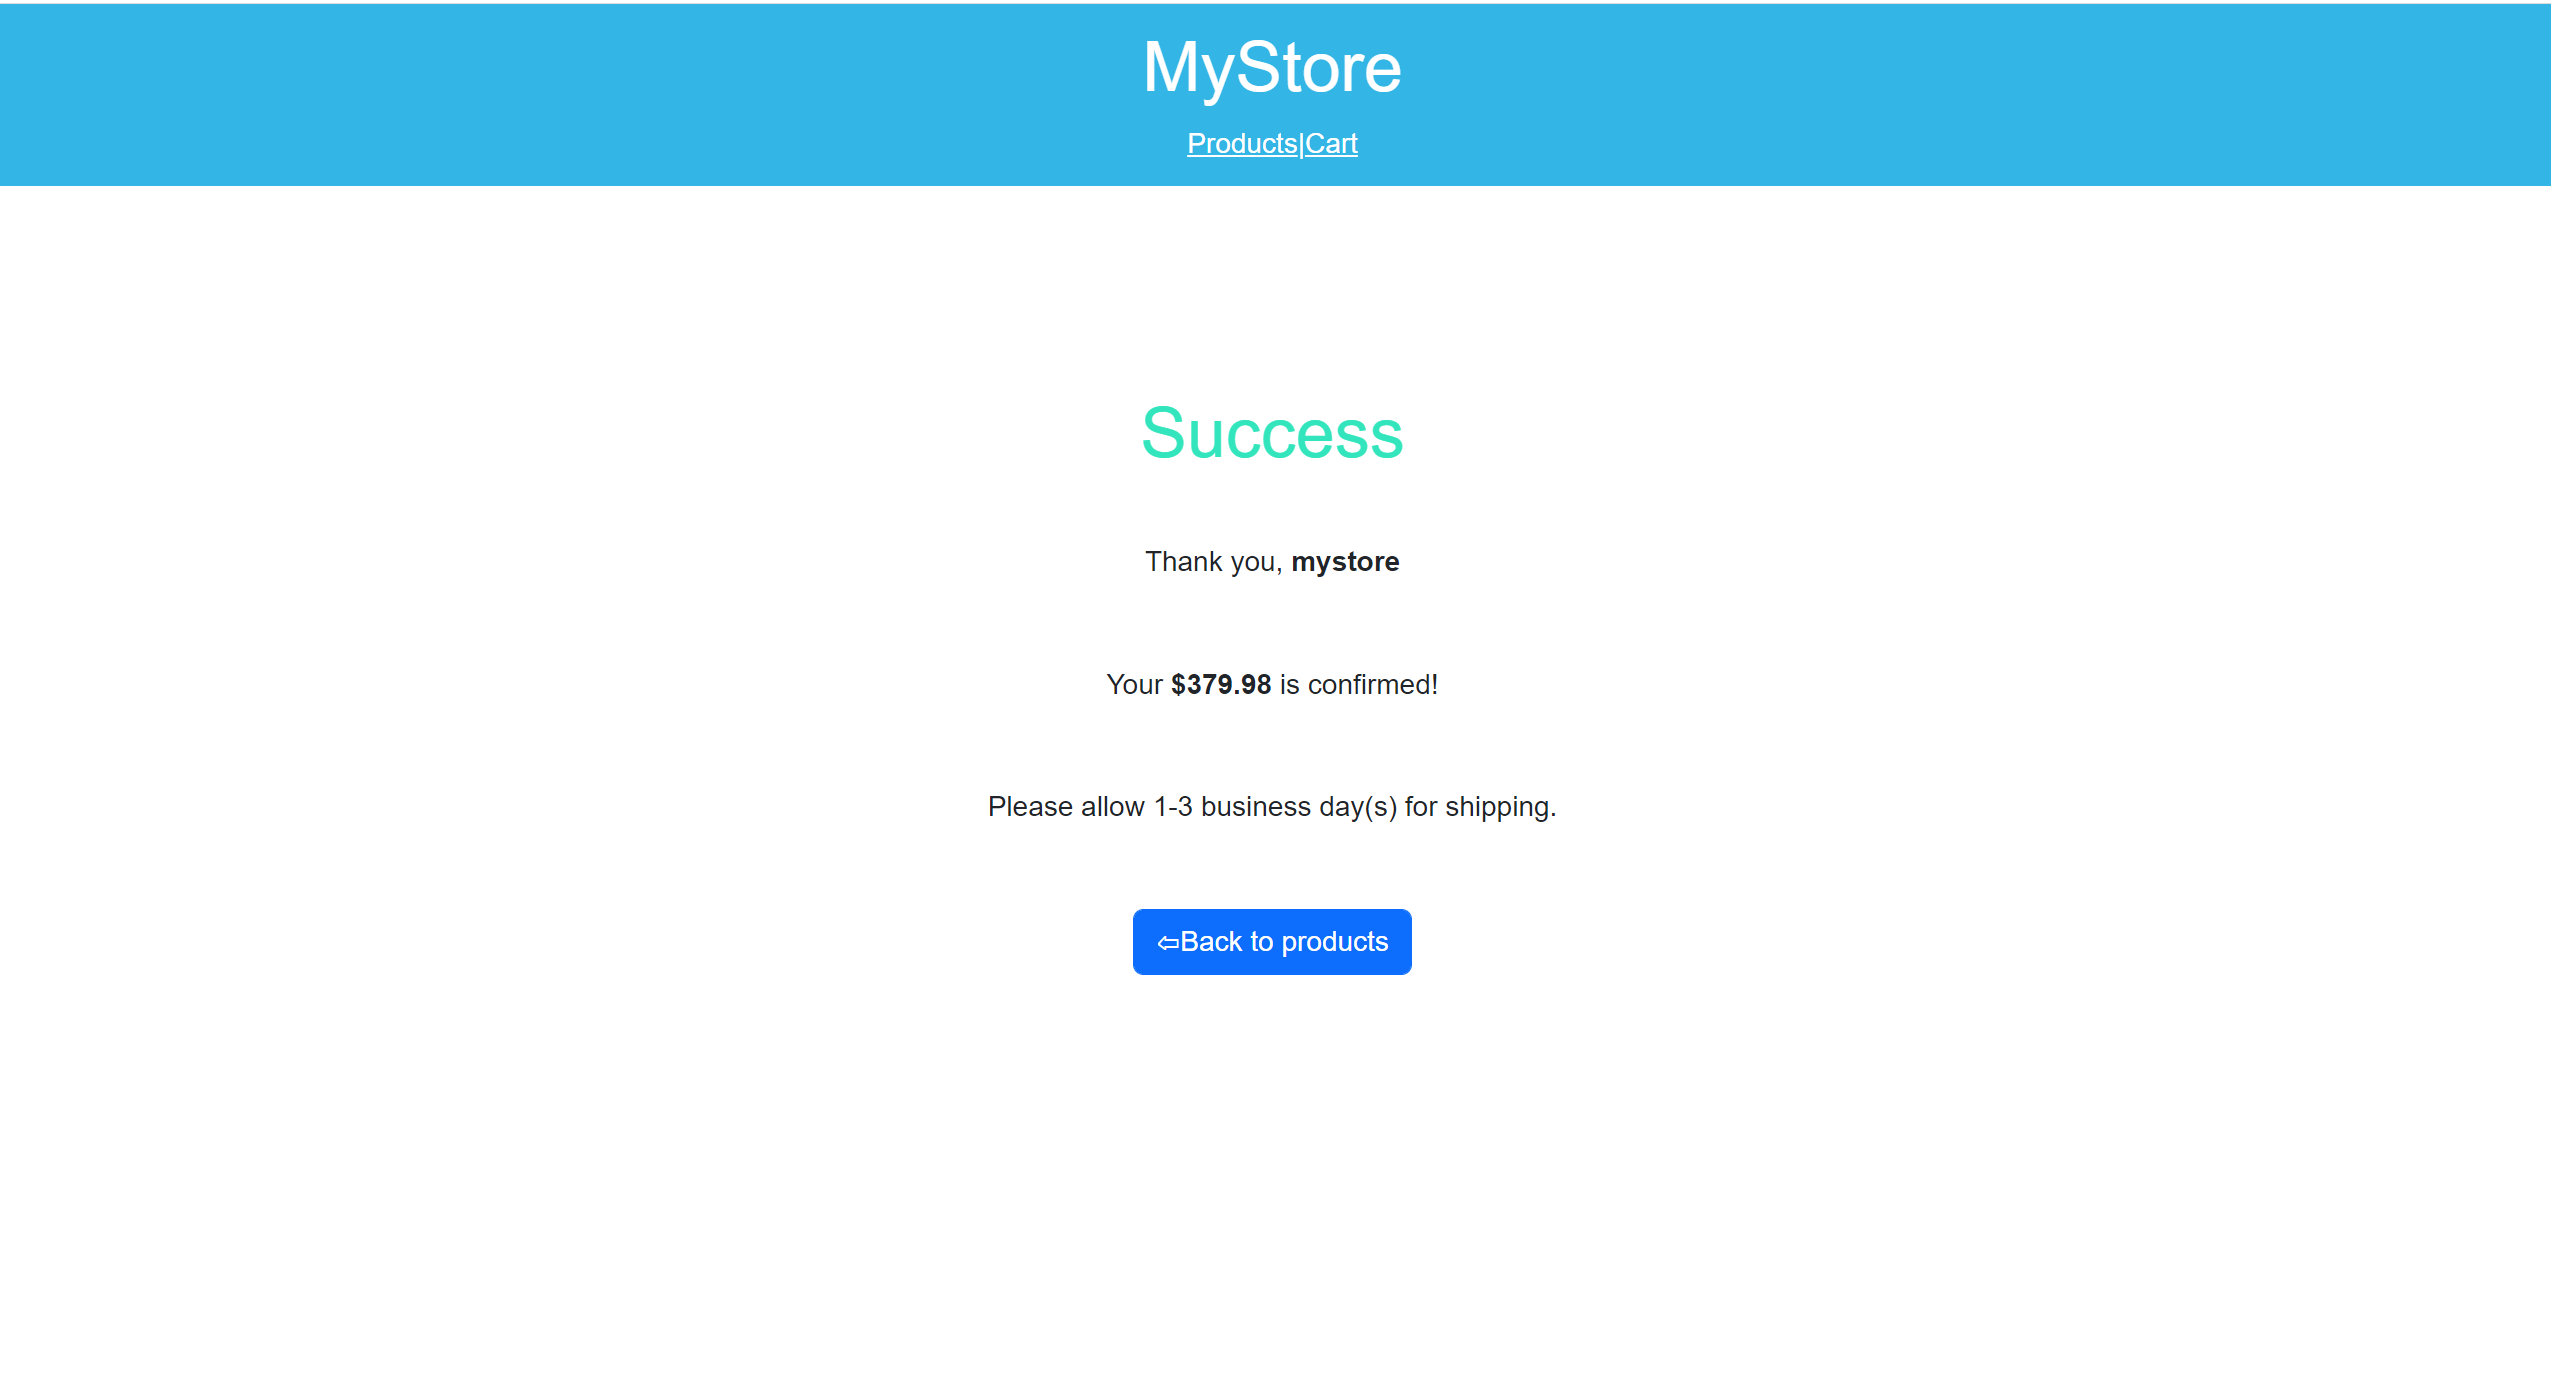 MyStore
Products|Cart
Success
Thank you, mystore
Your $379.98 is confirmed!
Please allow 1-3 business day(s) for shipping.
⇦Back to products